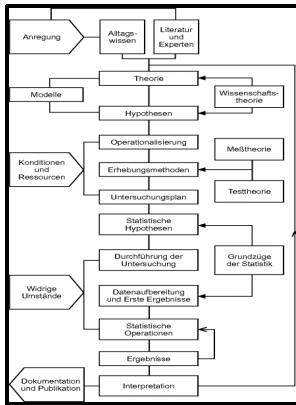 Anregung
Alltags-
wissen
Literatur
und
Experten
Theorie
Modelle
Wissenschafts-
theorie
Hypothesen
Operationalisierung
Meßtheorie
Konditionen
und
Ressourcen
Erhebungsmethoden
Testtheorie
Untersuchungsplan
Statistische
Hypothesen
Durchführung der
Untersuchung
Grundzüge
der Statistik
Widrige
Umstände
Datenaufbereitung
und Erste Ergebnisse
Statistische
Operationen
Ergebnisse
Dokumentation
und Publikation
Interpretation